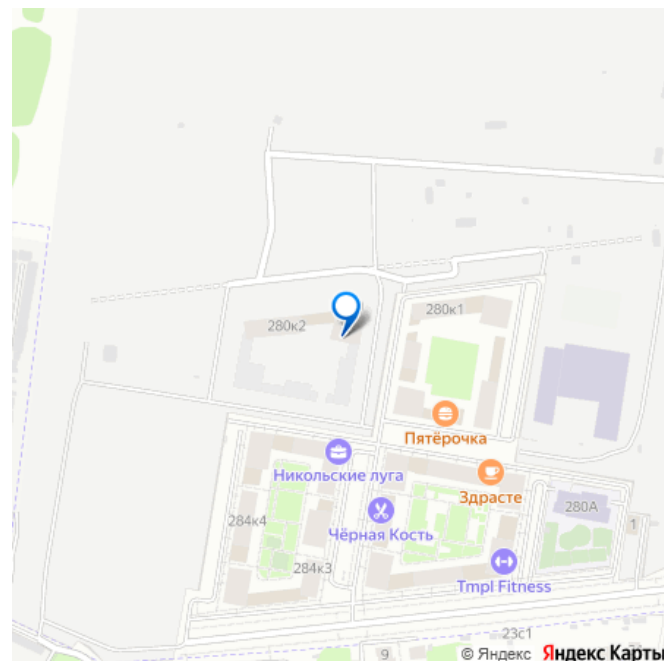 280к2
280к1
Пятёрочка
Никольские луга
Здрасте
284к4
Чёрная Кость
280А
1
284к3
Tmpl Fitness
23с1
9
71
© Яндекс Яндекс Карты